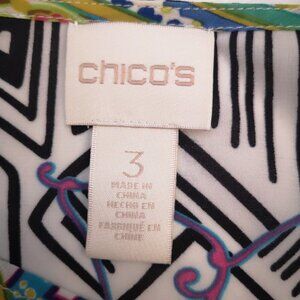 chico's
3
MADE IN
CHINA
HECHO EN
CHINA
FABRIQUÉ EN
CHINE